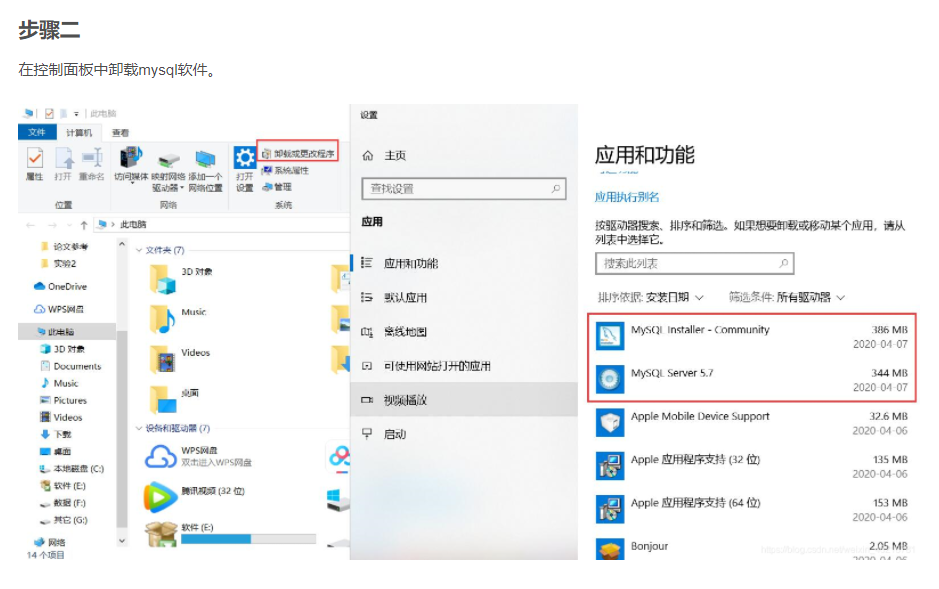 步骤二
在控制面板中卸载mysql软件。
此电脑
文件 计算机 查看
属性 打开 重命名 访问媒体 映射网络驱动器 添加一个网络位置 打开设置 卸载或更改程序
系统属性
管理
位置 网络 系统
此电脑
论文参考
实验2
OneDrive
WPS网盘
此电脑
3D 对象
Documents
Music
Pictures
Videos
下载
桌面
本地磁盘 (C:)
软件 (E:)
数据 (F:)
其它 (G:)
网络
14 个项目
文件夹 (7)
3D 对象
Music
Videos
桌面
设备和驱动器 (7)
WPS网盘
双击进入WPS网盘
腾讯视频 (32 位)
软件 (E:)
设置
主页
查找设置
应用
应用和功能
默认应用
离线地图
可使用网站打开的应用
视频播放
启动
应用和功能
应用执行别名
按驱动器搜索、排序和筛选。如果想要卸载或移动某个应用，请从
列表中选择它。
搜索此列表
排序依据: 安装日期 筛选条件: 所有驱动器
MySQL Installer - Community 386 MB
2020-04-07
MySQL Server 5.7 344 MB
2020-04-07
Apple Mobile Device Support 32.6 MB
2020-04-06
Apple 应用程序支持 (32 位) 135 MB
2020-04-06
Apple 应用程序支持 (64 位) 153 MB
2020-04-06
Bonjour 2.05 MB
2020-04-06